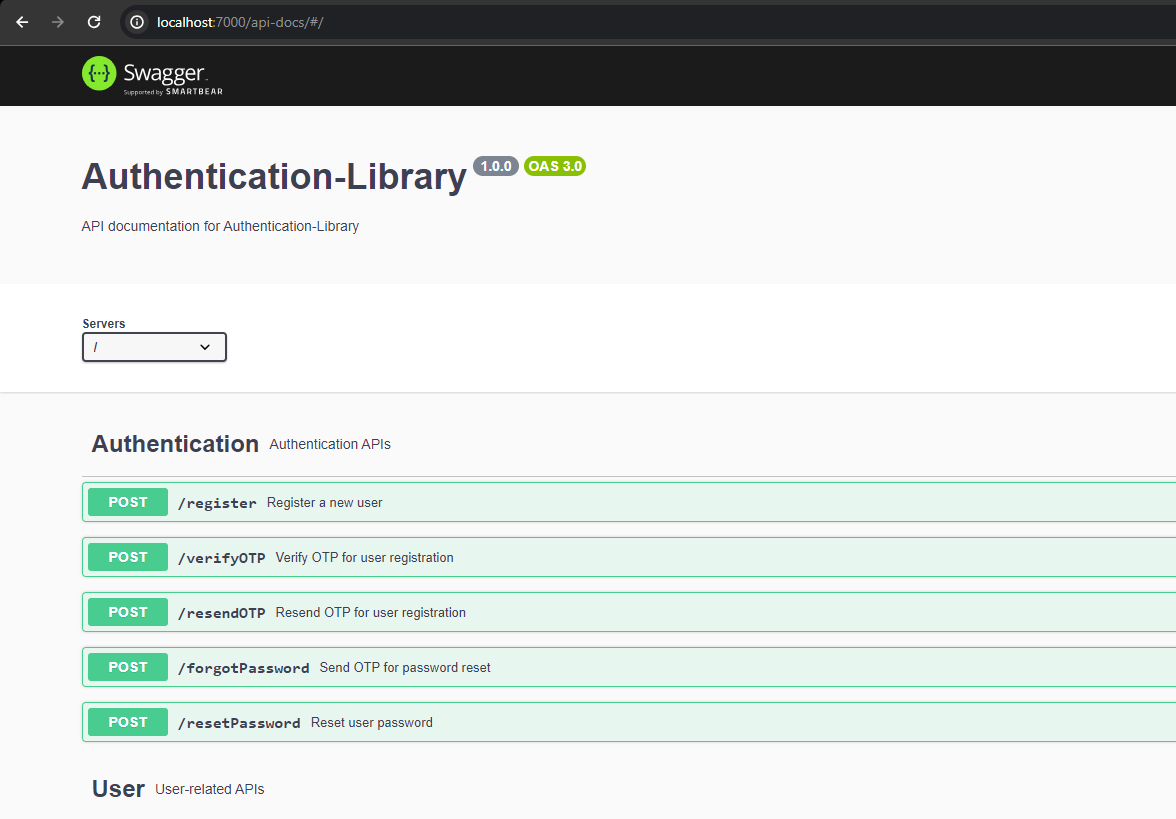 localhost:7000/api-docs/#/
{··} Swagger.
Supported by SMARTBEAR
Authentication-Library 1.0.0 OAS 3.0
API documentation for Authentication-Library
Servers
/
Authentication Authentication APIs
POST /register Register a new user
POST /verifyOTP Verify OTP for user registration
POST /resendOTP Resend OTP for user registration
POST /forgotPassword Send OTP for password reset
POST /resetPassword Reset user password
User User-related APIs